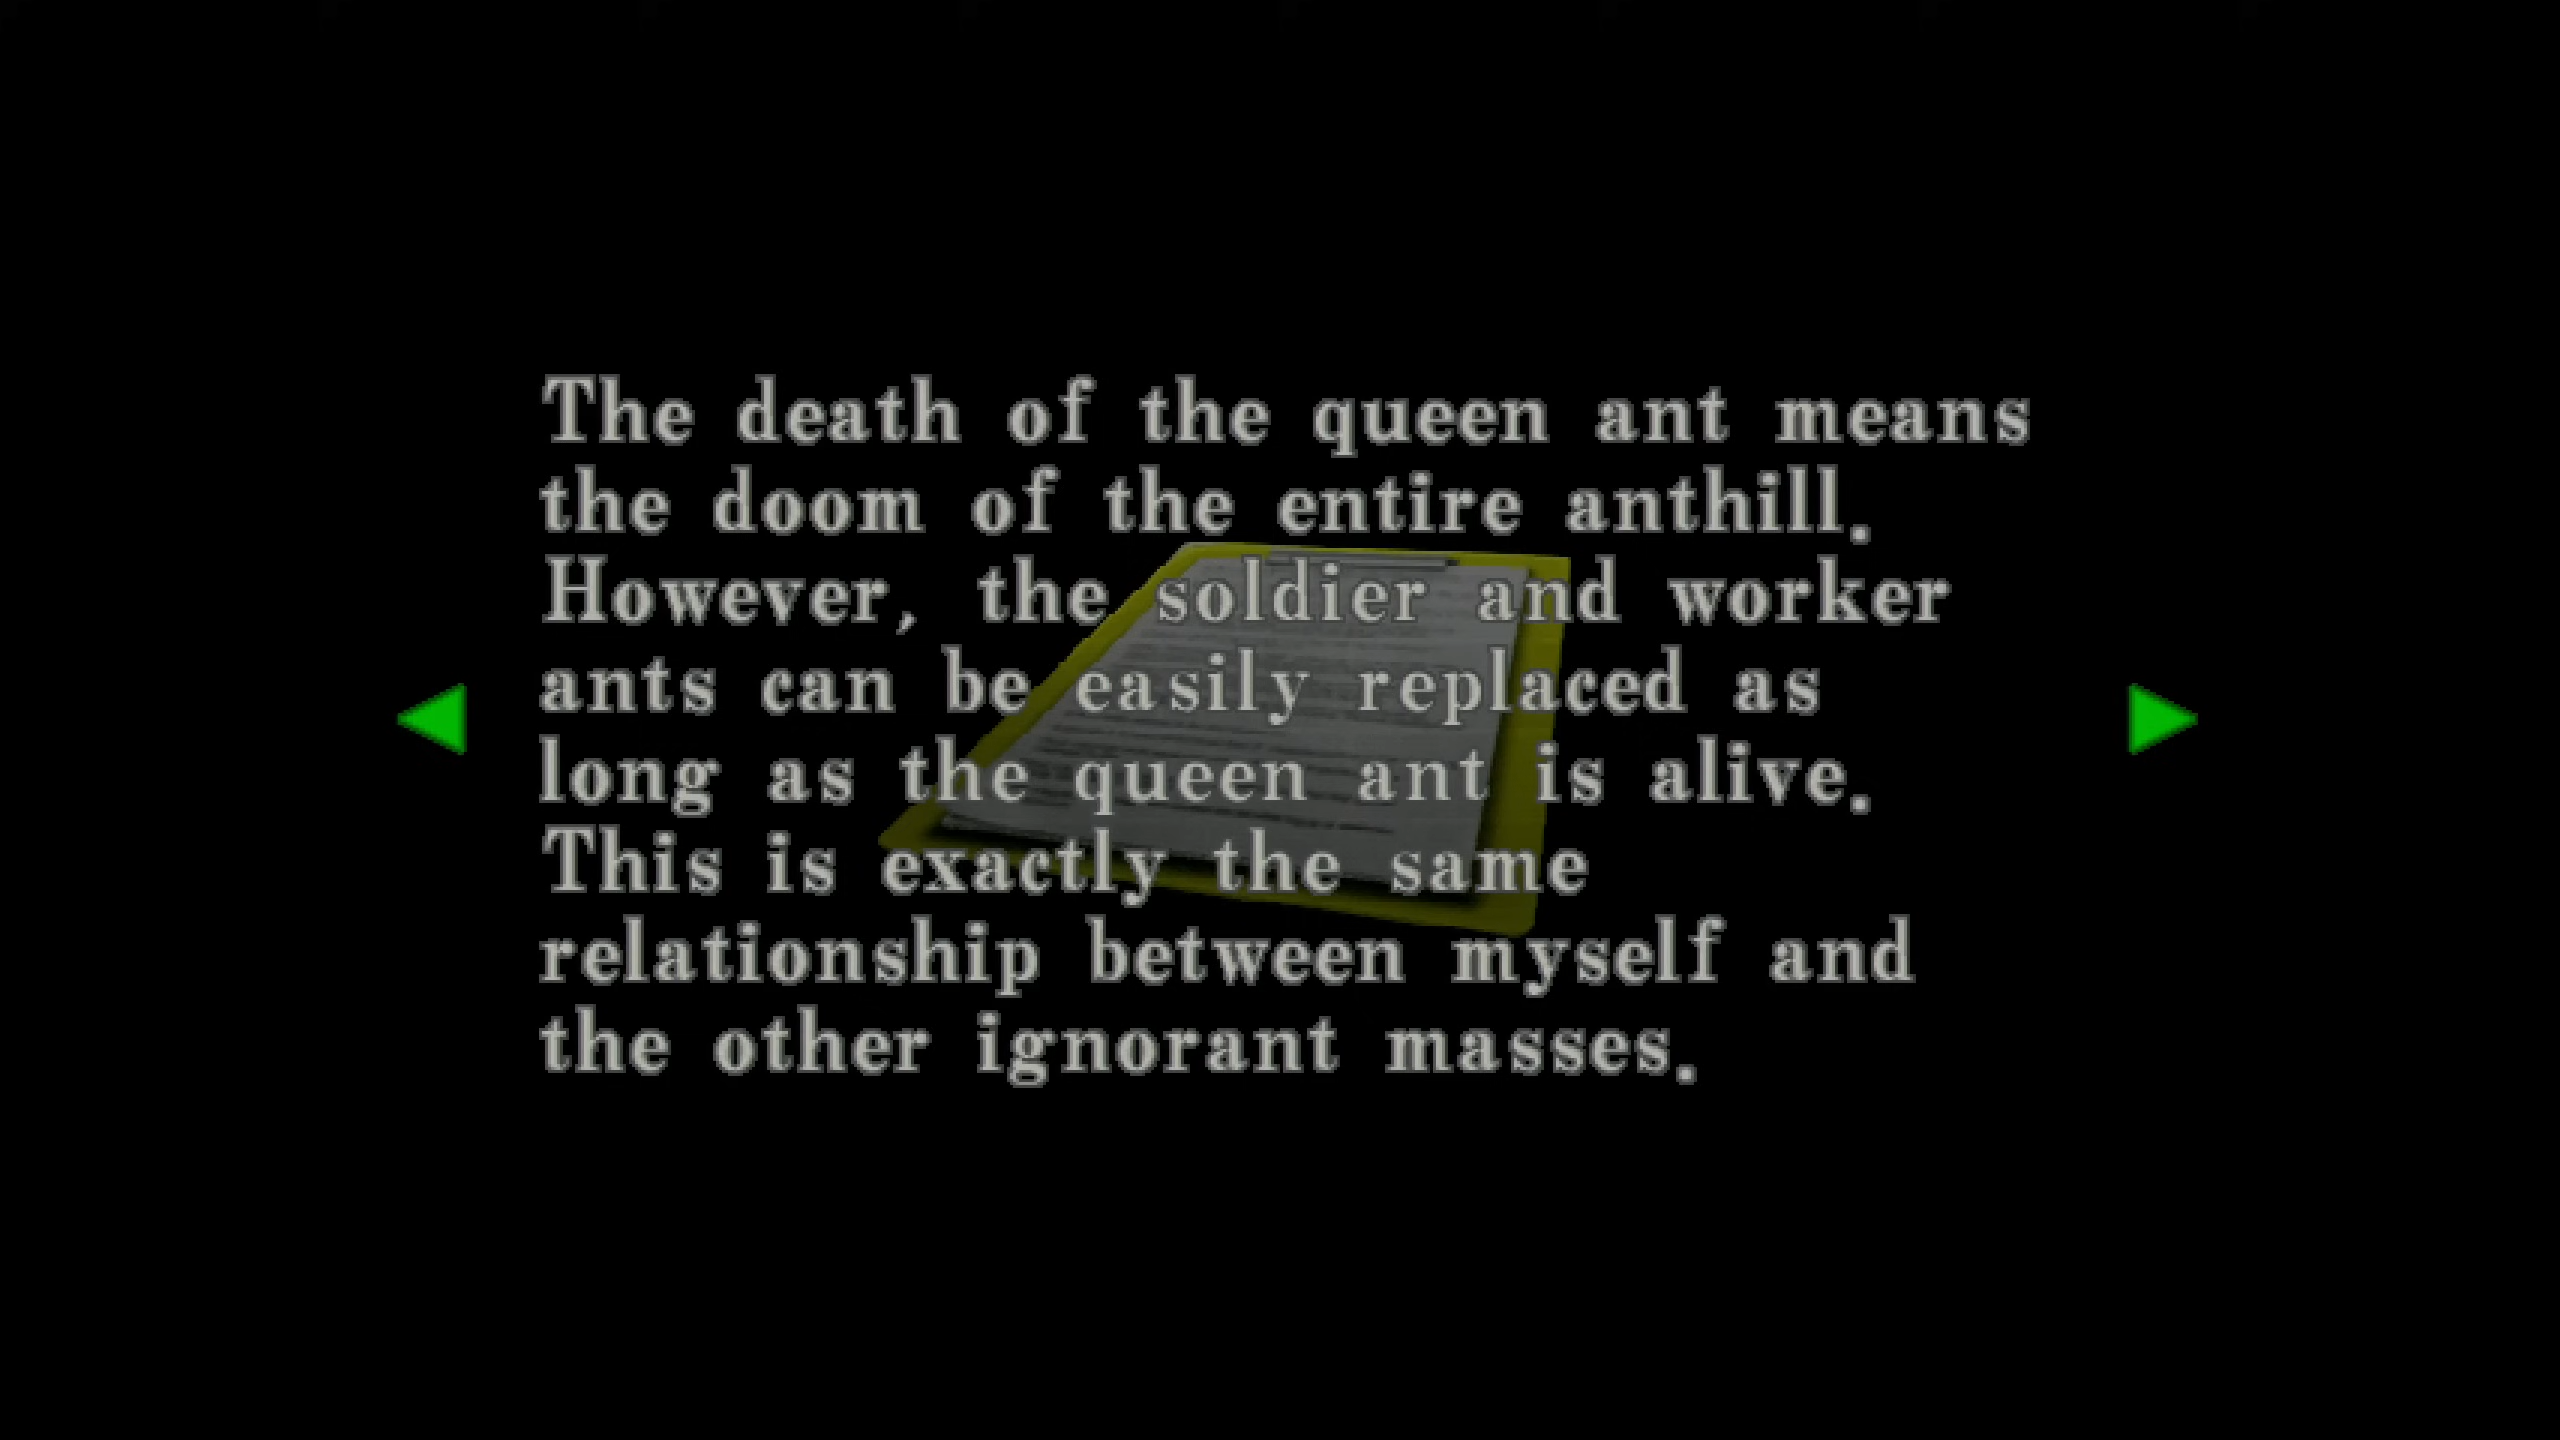 The death of the queen ant means
the doom of the entire anthill.
However, the soldier and worker
ants can be easily replaced as
long as the queen ant is alive.
This is exactly the same
relationship between myself and
the other ignorant masses.